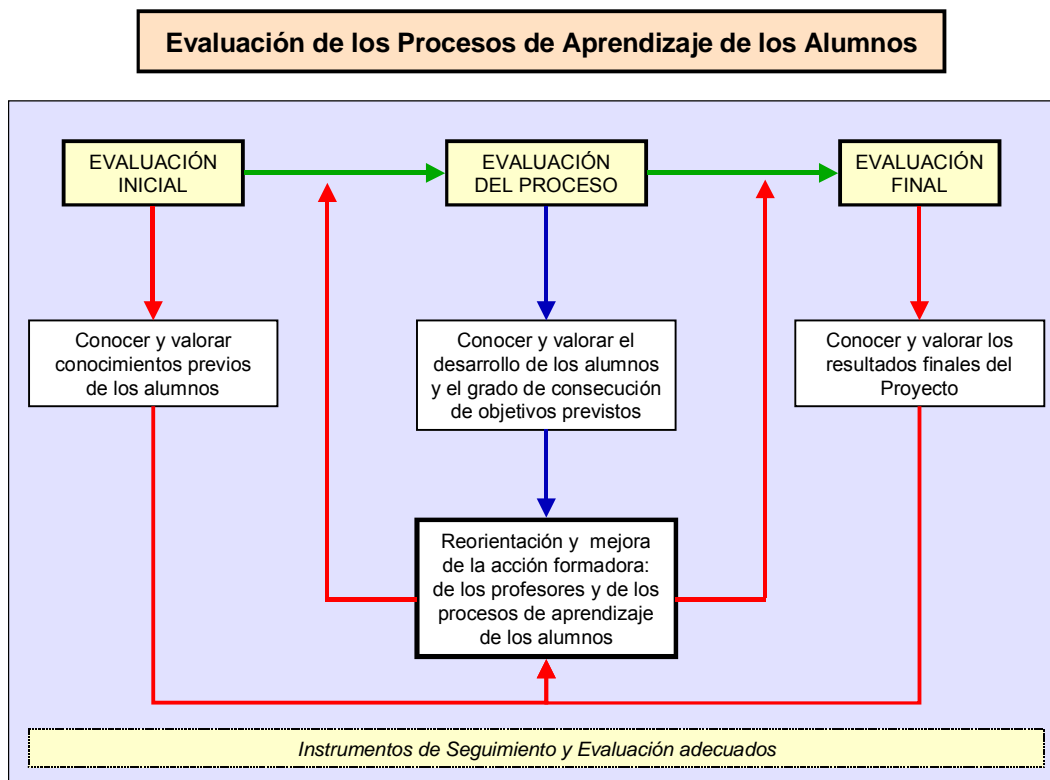 Evaluación de los Procesos de Aprendizaje de los Alumnos
EVALUACIÓN
INICIAL
EVALUACIÓN
DEL PROCESO
EVALUACIÓN
FINAL
Conocer y valorar
conocimientos previos
de los alumnos
Conocer y valorar el
desarrollo de los alumnos
y el grado de consecución
de objetivos previstos
Conocer y valorar los
resultados finales del
Proyecto
Reorientación y mejora
de la acción formadora:
de los profesores y de los
procesos de aprendizaje
de los alumnos
Instrumentos de Seguimiento y Evaluación adecuados